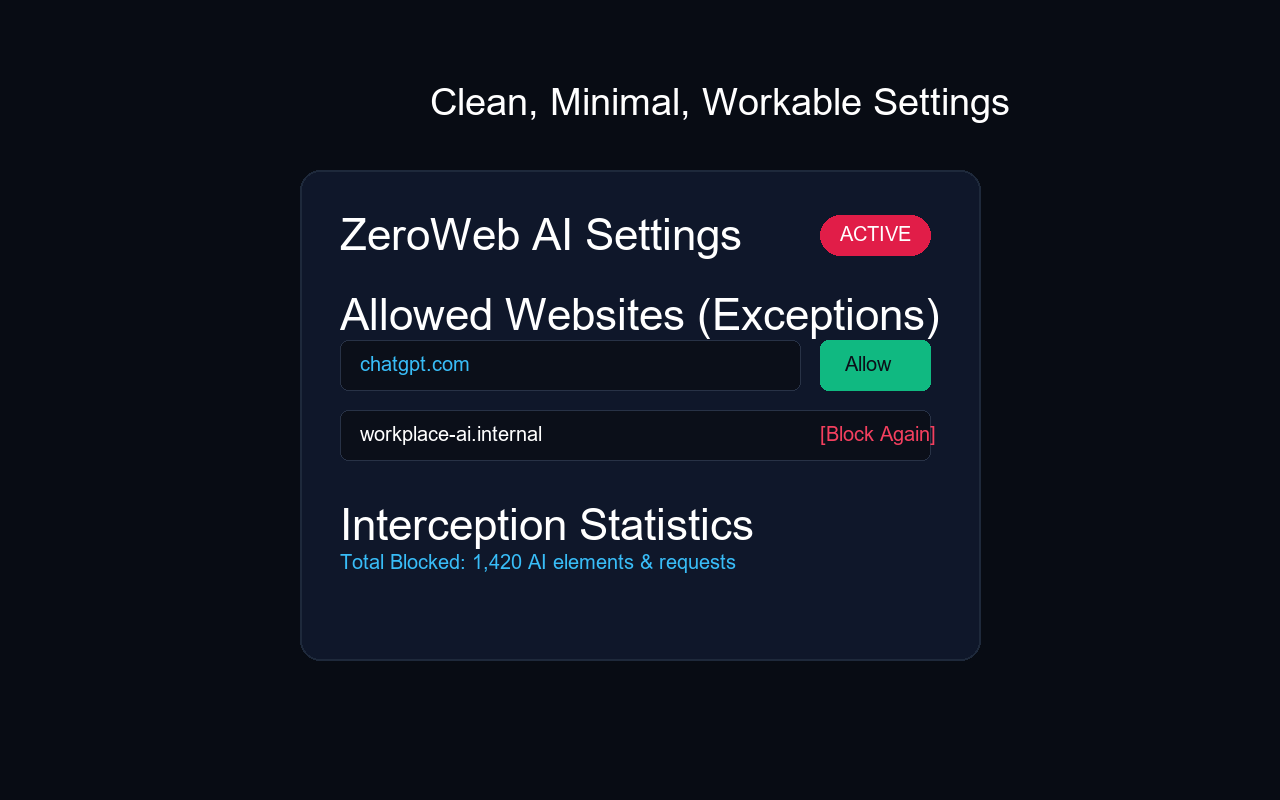 Clean, Minimal, Workable Settings
ZeroWeb AI Settings
ACTIVE
Allowed Websites (Exceptions)
chatgpt.com
Allow
workplace-ai.internal
[Block Again]
Interception Statistics
Total Blocked: 1,420 AI elements & requests